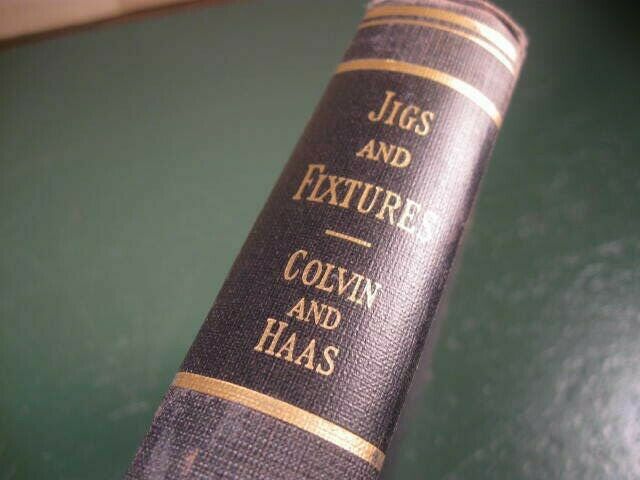 JIGS
AND
FIXTURES
COLVIN
AND
HAAS